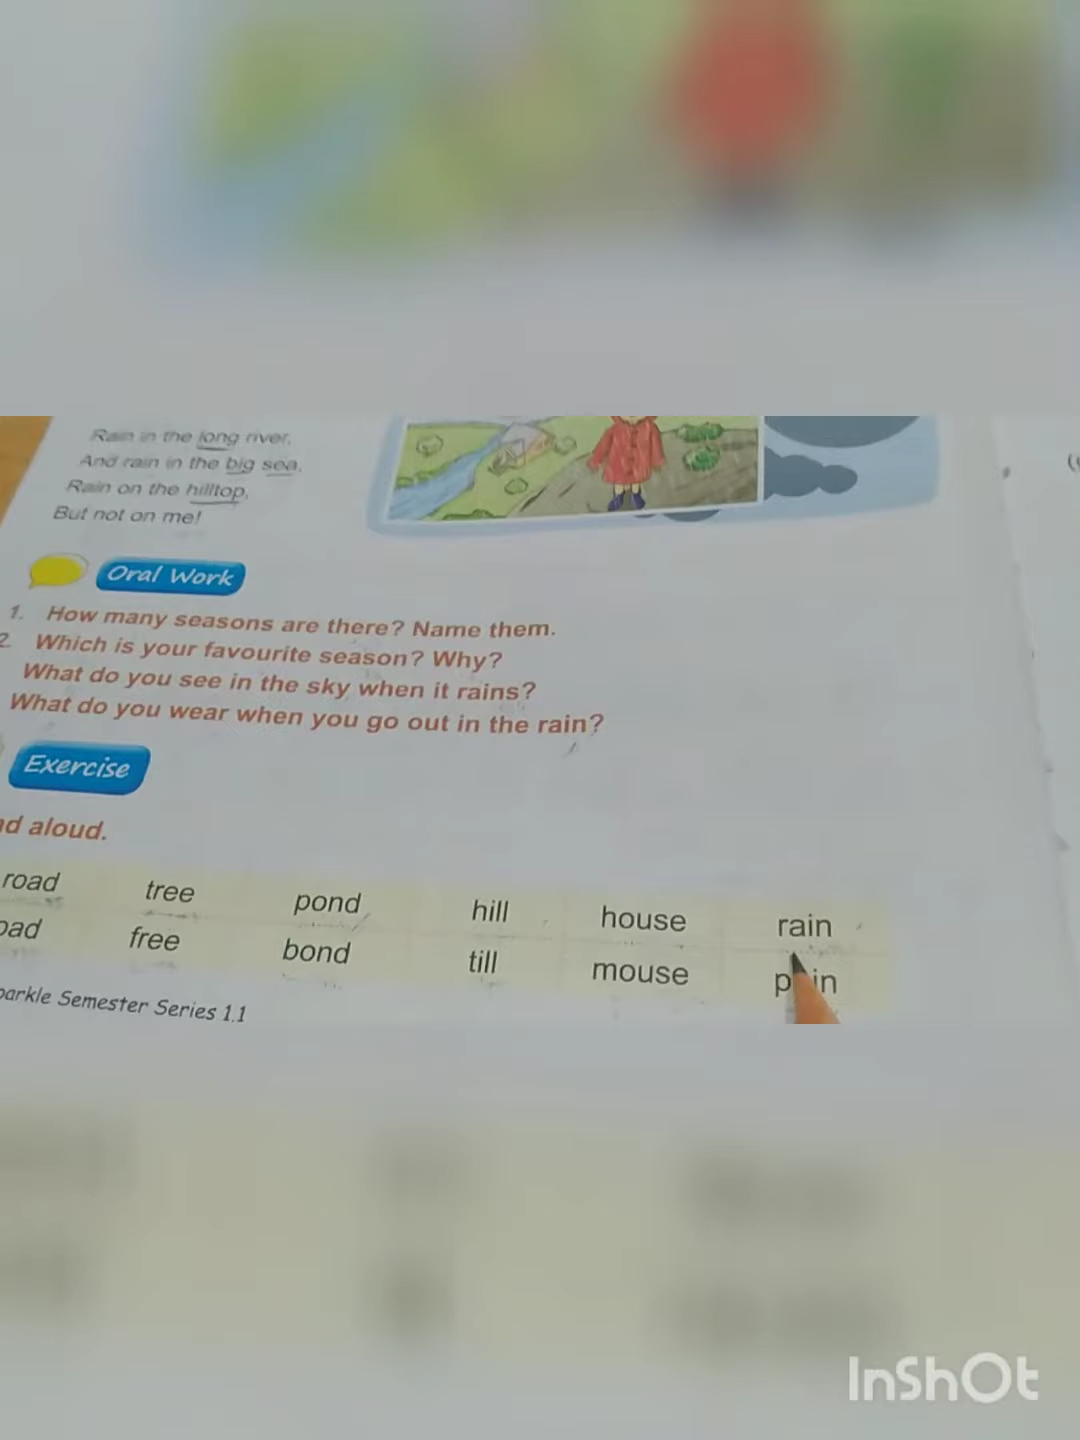 Rain in the long river,
And rain in the big sea.
Rain on the hilltop,
But not on me!
Oral Work
1. How many seasons are there? Name them.
2. Which is your favourite season? Why?
What do you see in the sky when it rains?
What do you wear when you go out in the rain?
Exercise
aloud.
road tree pond hill house rain
free bond till mouse
Semester Series 1.1
InShOt